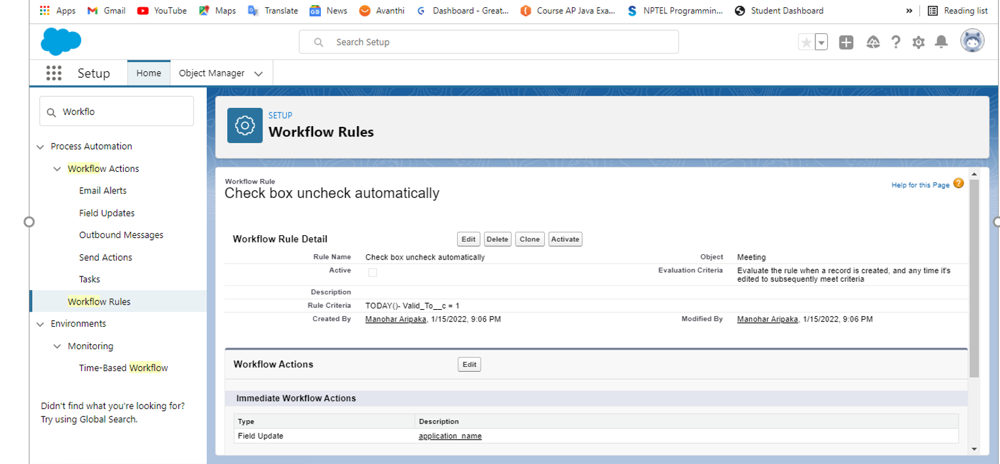 Apps Gmail YouTube Maps Translate News Avanthi Dashboard - Great... Course AP Java Exa... NPTEL Programmin... Student Dashboard » Reading list
Search Setup
Setup Home Object Manager
Workflo
Process Automation
Workflow Actions
Email Alerts
Field Updates
Outbound Messages
Send Actions
Tasks
Workflow Rules
Environments
Monitoring
Time-Based Workflow
Didn't find what you're looking for?
Try using Global Search.
SETUP
Workflow Rules
Workflow Rule
Check box uncheck automatically
Help for this Page ?
Workflow Rule Detail Edit Delete Clone Activate
Rule Name Check box uncheck automatically Object Meeting
Active Evaluation Criteria Evaluate the rule when a record is created, and any time it's
edited to subsequently meet criteria
Description
Rule Criteria TODAY()- Valid_To__c = 1
Created By Manohar Aripaka, 1/15/2022, 9:06 PM Modified By Manohar Aripaka, 1/15/2022, 9:06 PM
Workflow Actions Edit
Immediate Workflow Actions
Type Description
Field Update application_name